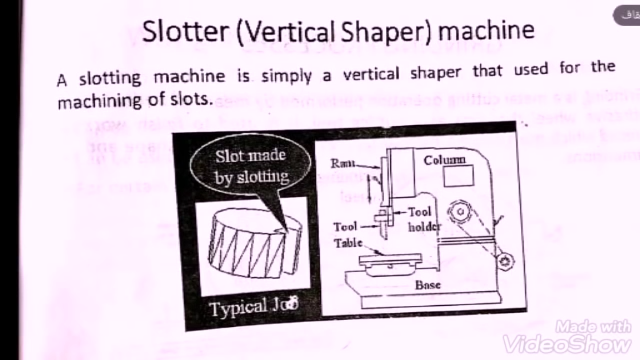 Slotter (Vertical Shaper) machine
A slotting machine is simply a vertical shaper that used for the
machining of slots.
Slot made
by slotting
Typical Job
Ram
Column
Tool
holder
Tool
Table
Base
Made with
VideoShow